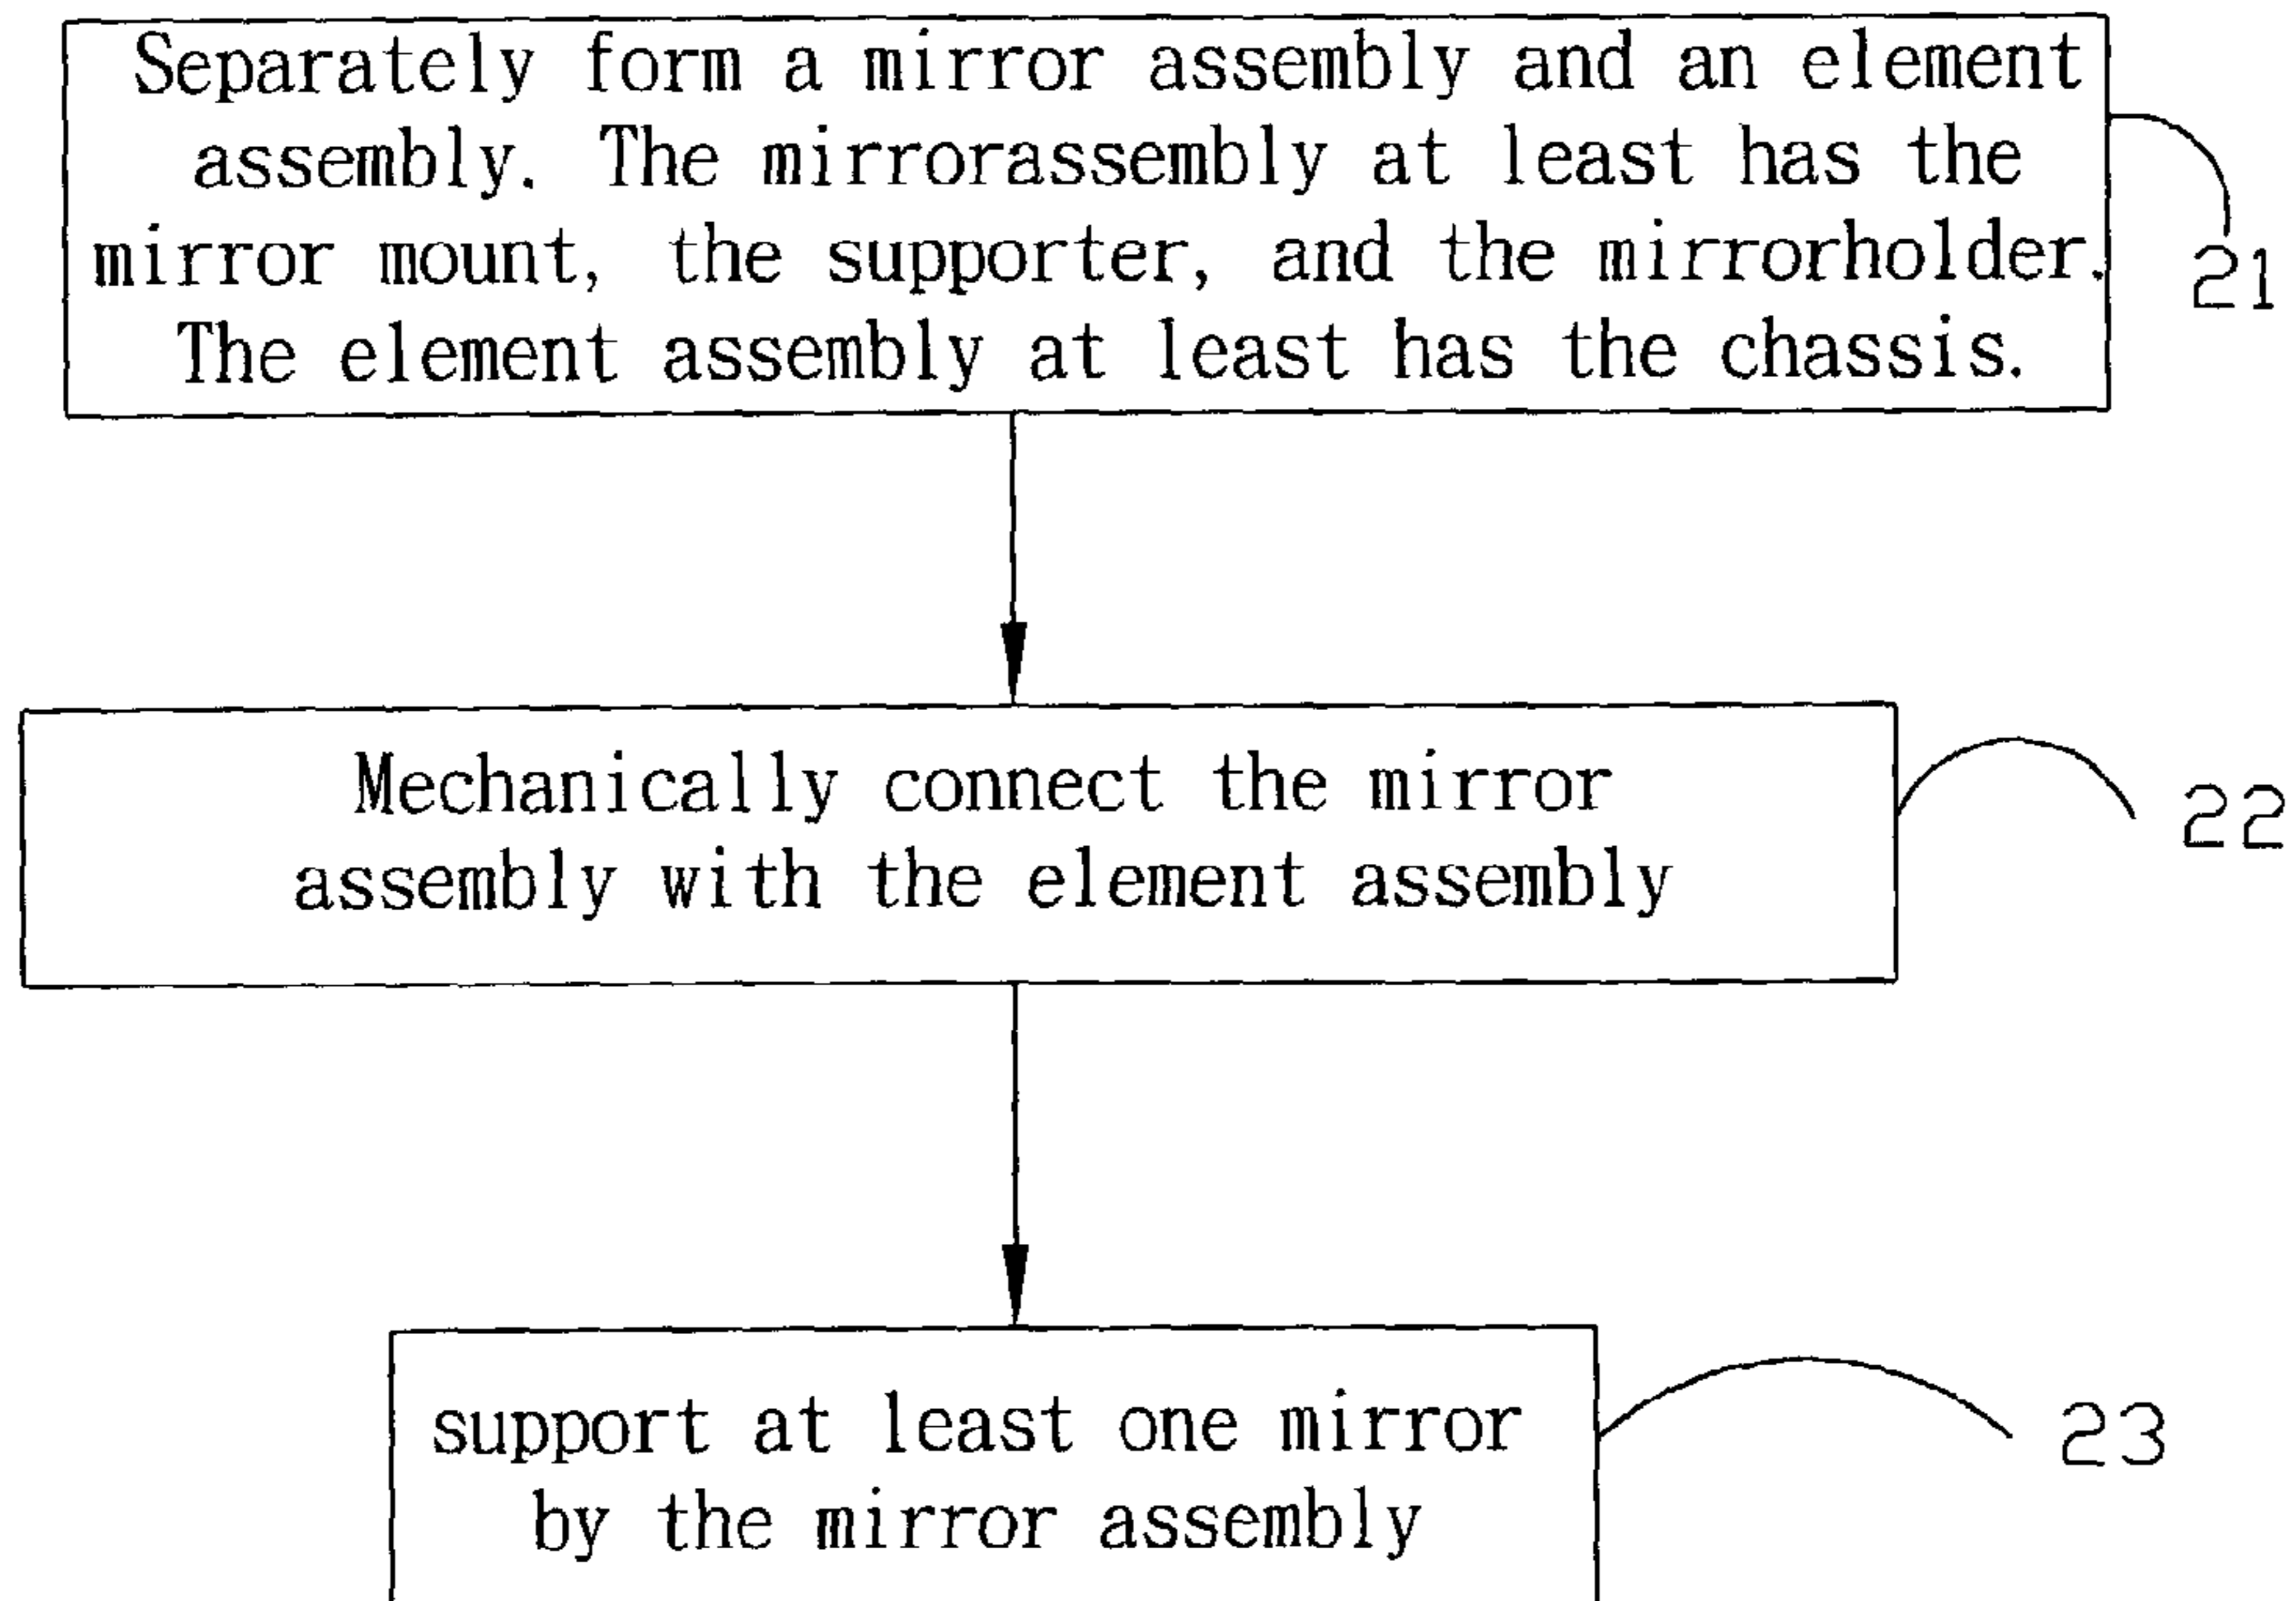 Separately form a mirror assembly and an element
assembly. The mirrorassembly at least has the
mirror mount, the supporter, and the mirrorholder.
The element assembly at least has the chassis.
21
Mechanically connect the mirror
assembly with the element assembly
22
support at least one mirror
by the mirror assembly
23